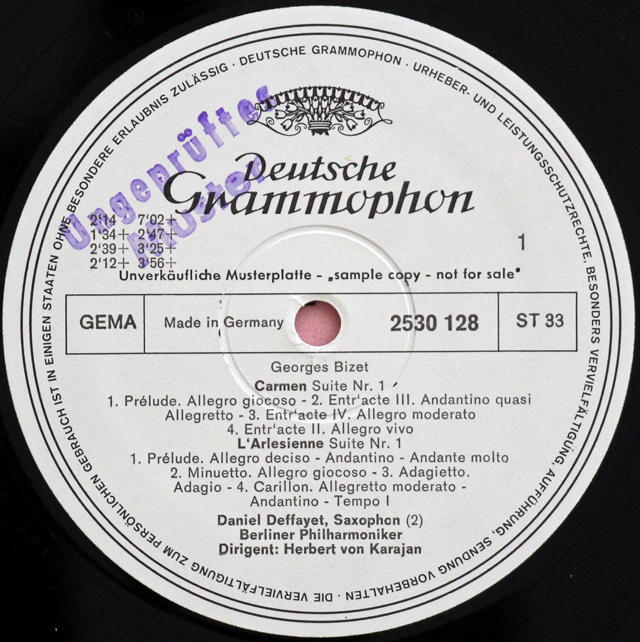 DIE VERVIELFÄLTIGUNG ZUM PERSÖNLICHEN GEBRAUCH IST IN EINIGEN STAATEN OHNE BESONDERE ERLAUBNIS ZULÄSSIG · DEUTSCHE GRAMMOPHON · URHEBER- UND LEISTUNGSSCHUTZRECHTE, BESONDERS VERVIELFÄLTIGUNG, AUFFÜHRUNG, SENDUNG VORBEHALTEN ·
Ungeprüftes
Muster
Deutsche
Grammophon
2'14 7'02+
1'34+ 2'47+
2'39+ 3'25+
2'12+ 3'56+
1
Unverkäufliche Musterplatte - „sample copy - not for sale"
GEMA Made in Germany 2530 128 ST 33
Georges Bizet
Carmen Suite Nr. 1
1. Prélude. Allegro giocoso - 2. Entr'acte III. Andantino quasi
Allegretto - 3. Entr'acte IV. Allegro moderato
4. Entr'acte II. Allegro vivo
L'Arlesienne Suite Nr. 1
1. Prélude. Allegro deciso - Andantino - Andante molto
2. Minuetto. Allegro giocoso - 3. Adagietto.
Adagio - 4. Carillon. Allegretto moderato -
Andantino - Tempo I
Daniel Deffayet, Saxophon (2)
Berliner Philharmoniker
Dirigent: Herbert von Karajan